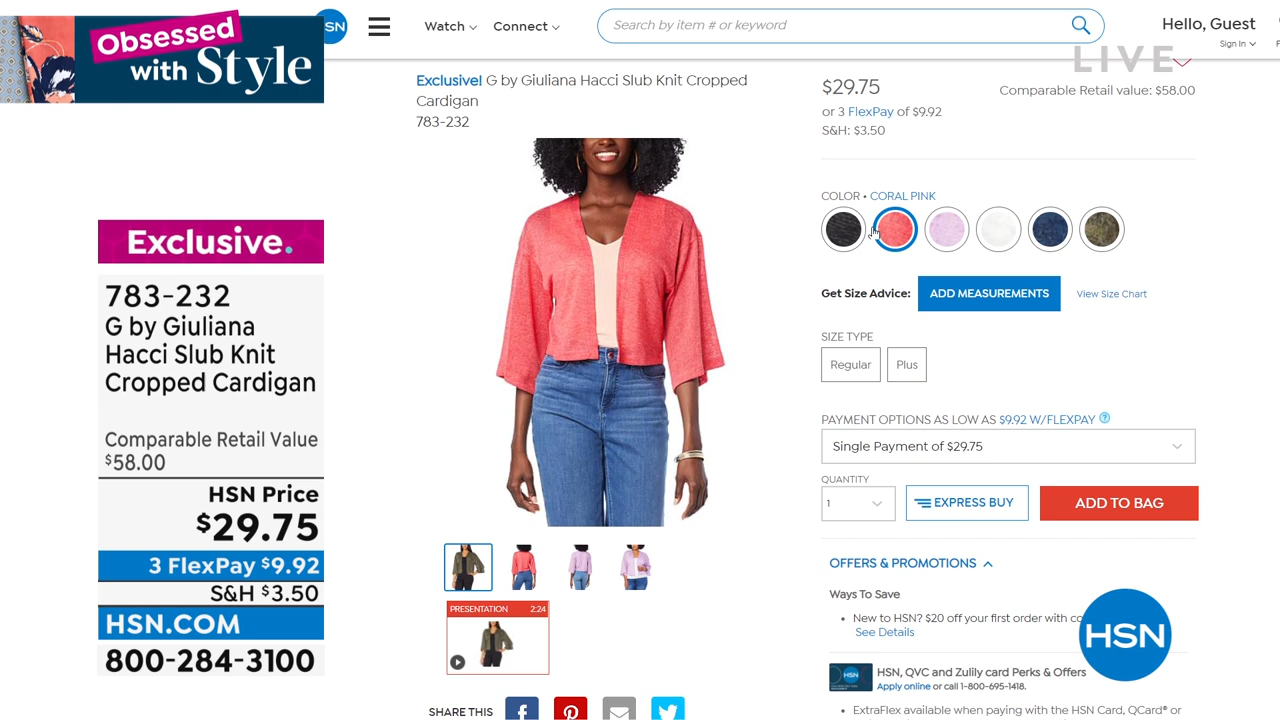 Obsessed
with Style
SN
Watch
Connect
Search by item # or keyword
Hello, Guest
Sign In
LIVE
Exclusive! G by Giuliana Hacci Slub Knit Cropped
Cardigan
783-232
$29.75
Comparable Retail value: $58.00
or 3 FlexPay of $9.92
S&H: $3.50
COLOR • CORAL PINK
Get Size Advice:
ADD MEASUREMENTS
View Size Chart
SIZE TYPE
Regular
Plus
PAYMENT OPTIONS AS LOW AS $9.92 W/FLEXPAY ?
Single Payment of $29.75
QUANTITY
1
EXPRESS BUY
ADD TO BAG
OFFERS & PROMOTIONS
Ways To Save
• New to HSN? $20 off your first order with co
See Details
HSN
HSN, QVC and Zulily card Perks & Offers
Apply online or call 1-800-695-1418.
• ExtraFlex available when paying with the HSN Card, QCard® or
HSN
Exclusive.
783-232
G by Giuliana
Hacci Slub Knit
Cropped Cardigan
Comparable Retail Value
$58.00
HSN Price
$29.75
3 FlexPay $9.92
S&H $3.50
HSN.COM
800-284-3100
PRESENTATION 2:24
SHARE THIS